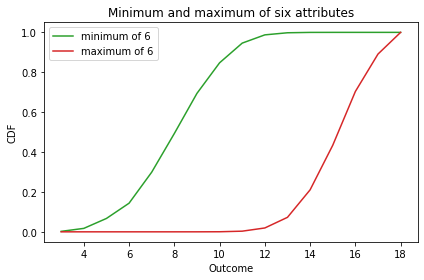 Minimum and maximum of six attributes
minimum of 6
maximum of 6
CDF
1.0
0.8
0.6
0.4
0.2
0.0
4 6 8 10 12 14 16 18
Outcome